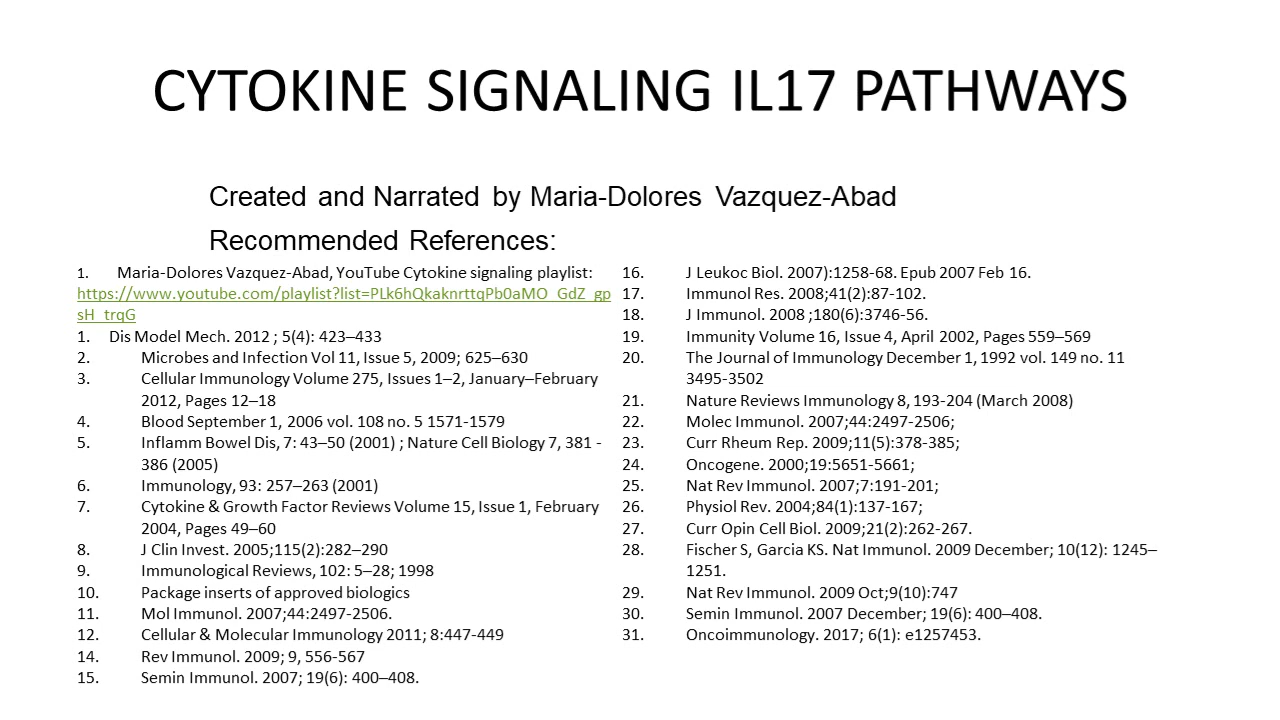 CYTOKINE SIGNALING IL17 PATHWAYS
Created and Narrated by Maria-Dolores Vazquez-Abad
Recommended References:
1. Maria-Dolores Vazquez-Abad, YouTube Cytokine signaling playlist:
https://www.youtube.com/playlist?list=PLk6hQkaknrttqPb0aMO_GdZ_gp
sH_trqG
1. Dis Model Mech. 2012 ; 5(4): 423–433
2. Microbes and Infection Vol 11, Issue 5, 2009; 625–630
3. Cellular Immunology Volume 275, Issues 1–2, January–February
2012, Pages 12–18
4. Blood September 1, 2006 vol. 108 no. 5 1571-1579
5. Inflamm Bowel Dis, 7: 43–50 (2001) ; Nature Cell Biology 7, 381 -
386 (2005)
6. Immunology, 93: 257–263 (2001)
7. Cytokine & Growth Factor Reviews Volume 15, Issue 1, February
2004, Pages 49–60
8. J Clin Invest. 2005;115(2):282–290
9. Immunological Reviews, 102: 5–28; 1998
10. Package inserts of approved biologics
11. Mol Immunol. 2007;44:2497-2506.
12. Cellular & Molecular Immunology 2011; 8:447-449
14. Rev Immunol. 2009; 9, 556-567
15. Semin Immunol. 2007; 19(6): 400–408.
16. J Leukoc Biol. 2007):1258-68. Epub 2007 Feb 16.
17. Immunol Res. 2008;41(2):87-102.
18. J Immunol. 2008 ;180(6):3746-56.
19. Immunity Volume 16, Issue 4, April 2002, Pages 559–569
20. The Journal of Immunology December 1, 1992 vol. 149 no. 11
3495-3502
21. Nature Reviews Immunology 8, 193-204 (March 2008)
22. Molec Immunol. 2007;44:2497-2506;
23. Curr Rheum Rep. 2009;11(5):378-385;
24. Oncogene. 2000;19:5651-5661;
25. Nat Rev Immunol. 2007;7:191-201;
26. Physiol Rev. 2004;84(1):137-167;
27. Curr Opin Cell Biol. 2009;21(2):262-267.
28. Fischer S, Garcia KS. Nat Immunol. 2009 December; 10(12): 1245–
1251.
29. Nat Rev Immunol. 2009 Oct;9(10):747
30. Semin Immunol. 2007 December; 19(6): 400–408.
31. Oncoimmunology. 2017; 6(1): e1257453.